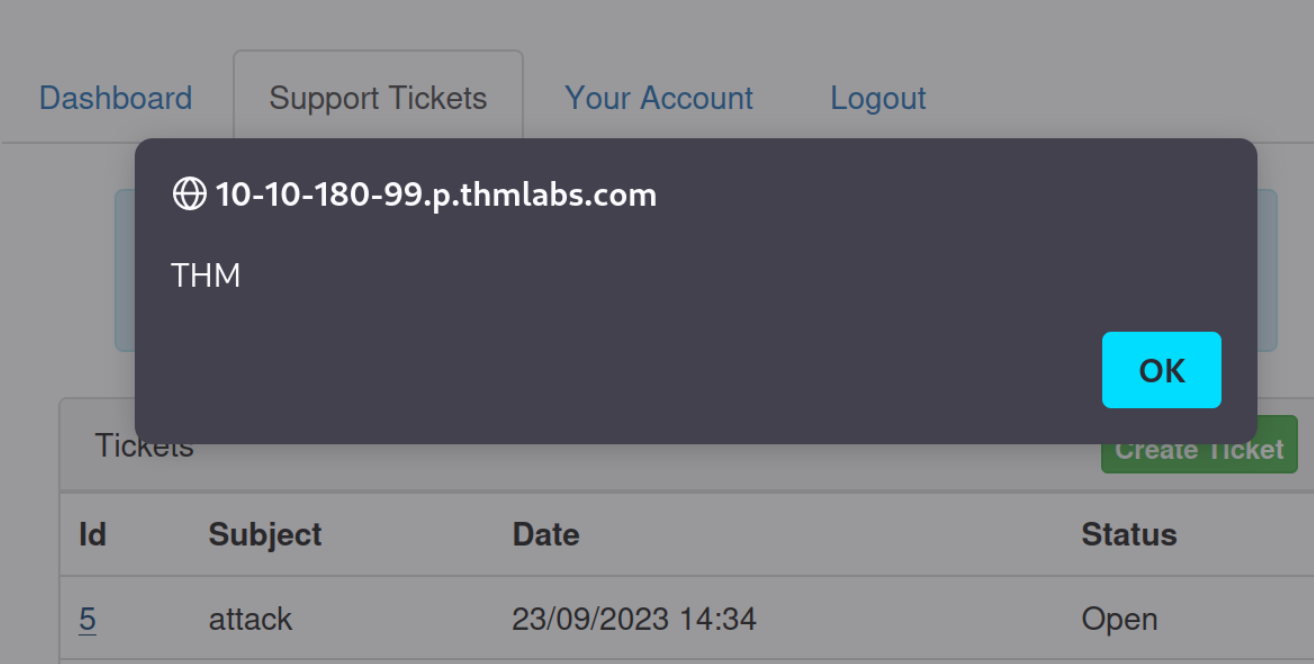 Dashboard Support Tickets Your Account Logout
10-10-180-99.p.thmlabs.com
THM
OK
Tickets Create Ticket
Id Subject Date Status
5 attack 23/09/2023 14:34 Open